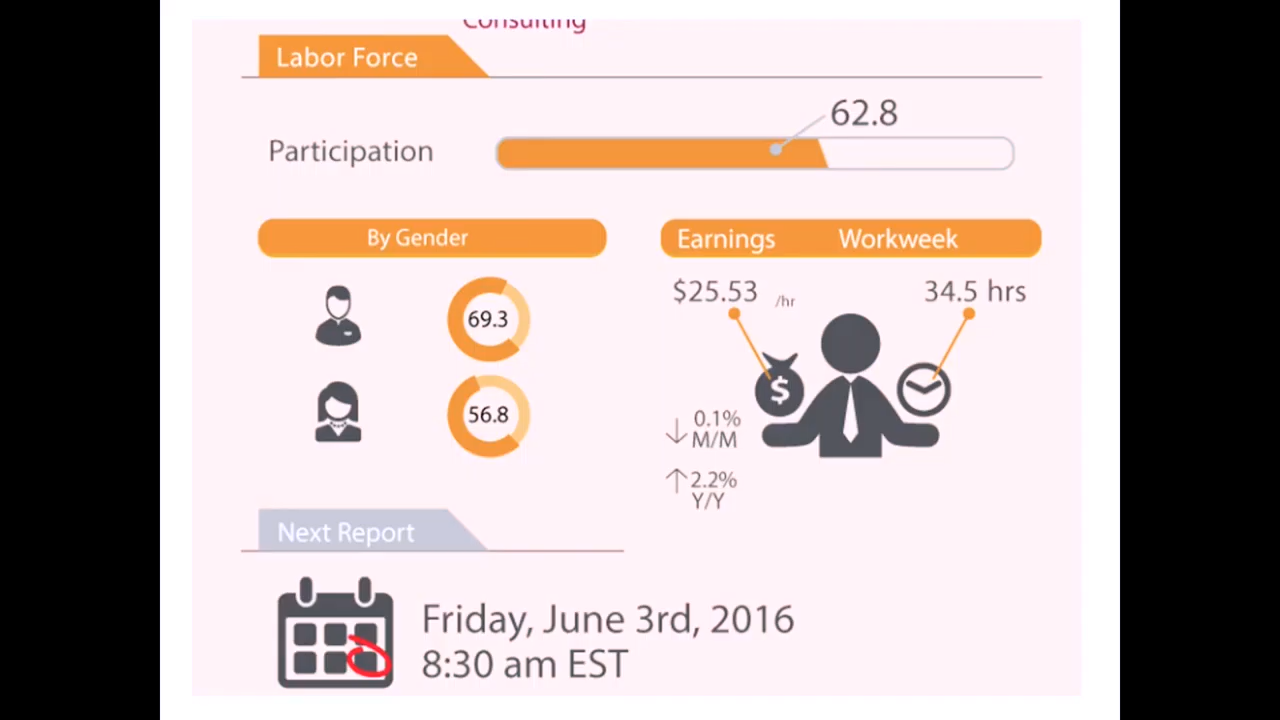 Consulting
Labor Force
Participation
62.8
By Gender
69.3
56.8
Earnings Workweek
$25.53 /hr
34.5 hrs
$
0.1%
M/M
2.2%
Y/Y
Next Report
Friday, June 3rd, 2016
8:30 am EST